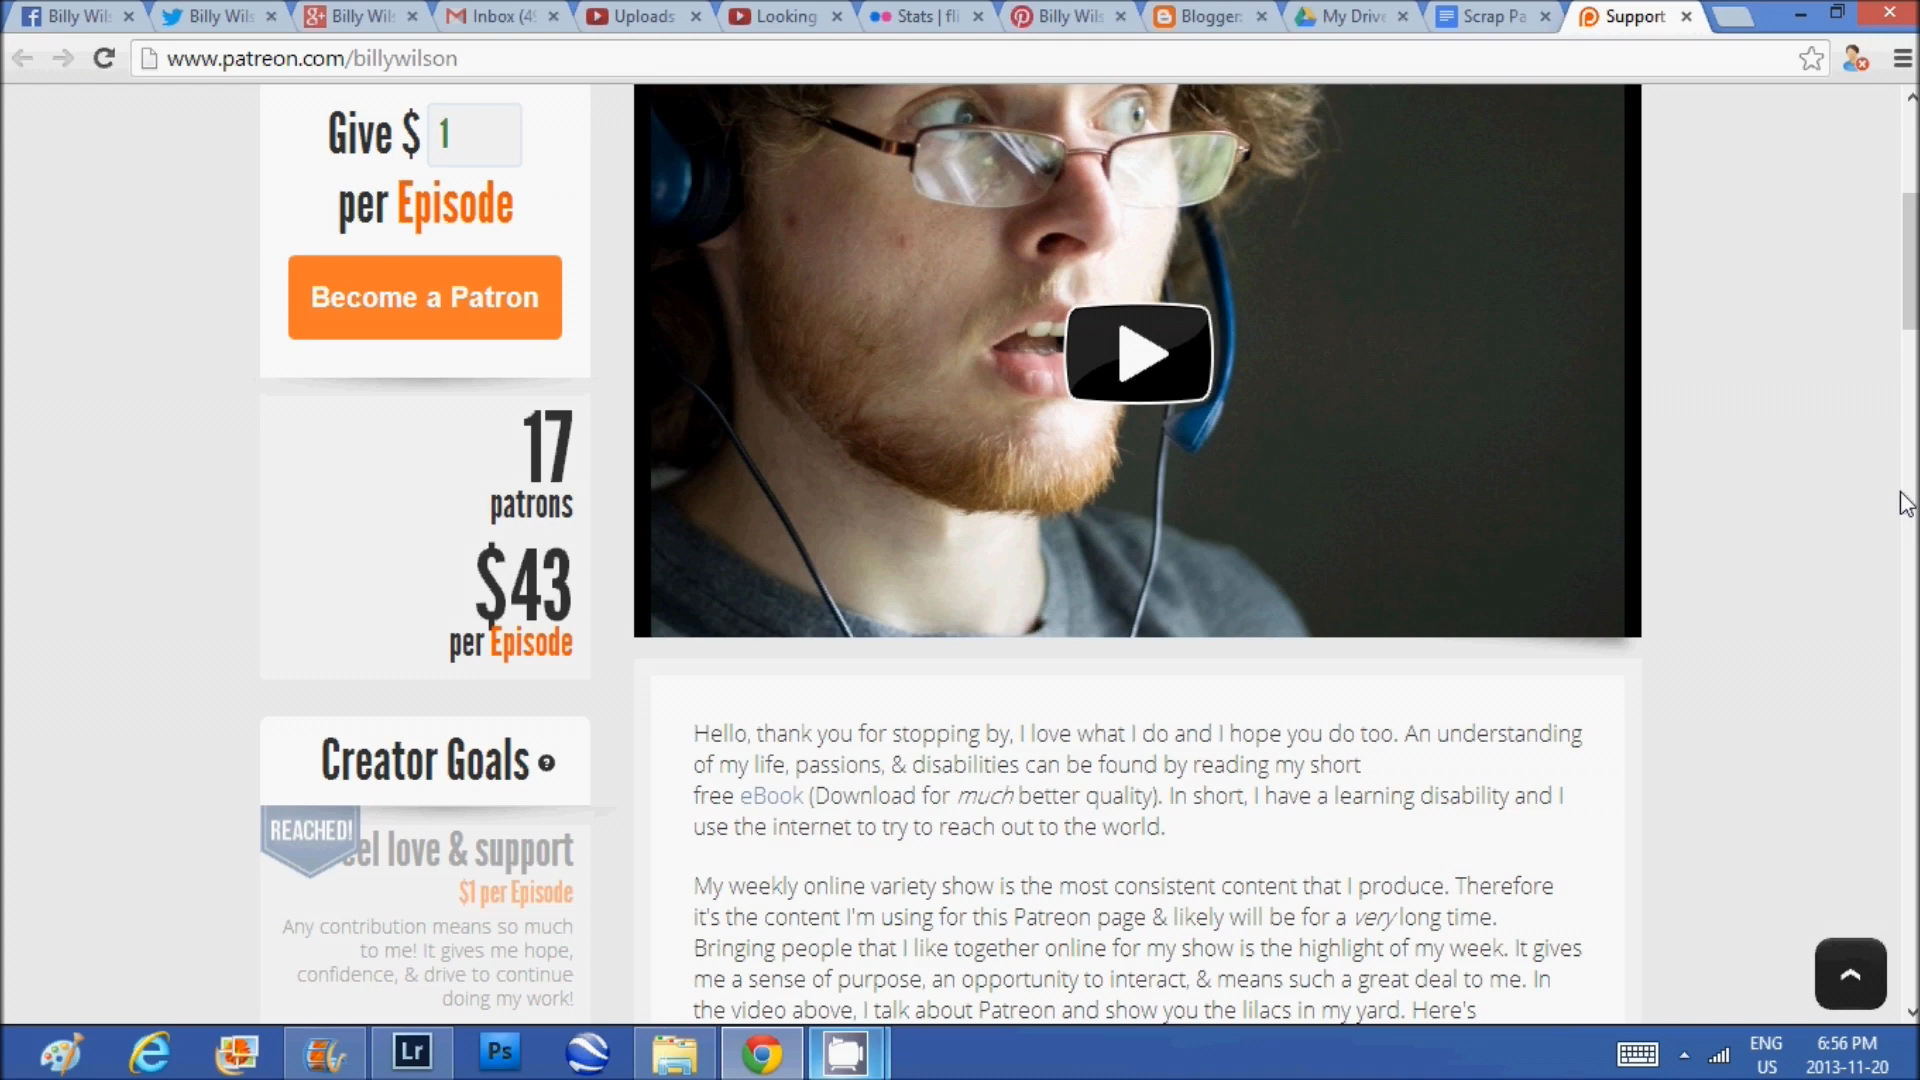 Billy Wils
Billy Wils
Billy Wils
Inbox (49
Uploads
Looking
Stats | fli
Billy Wils
Blogger:
My Drive
Scrap Pa
Support
www.patreon.com/billywilson
Give $ 1
per Episode
Become a Patron
17
patrons
$43
per Episode
Creator Goals ?
REACHED!
el love & support
$1 per Episode
Any contribution means so much
to me! It gives me hope,
confidence, & drive to continue
doing my work!
Hello, thank you for stopping by, I love what I do and I hope you do too. An understanding
of my life, passions, & disabilities can be found by reading my short
free eBook (Download for much better quality). In short, I have a learning disability and I
use the internet to try to reach out to the world.
My weekly online variety show is the most consistent content that I produce. Therefore
it's the content I'm using for this Patreon page & likely will be for a very long time.
Bringing people that I like together online for my show is the highlight of my week. It gives
me a sense of purpose, an opportunity to interact, & means such a great deal to me. In
the video above, I talk about Patreon and show you the lilacs in my yard. Here's
Lr
Ps
ENG
US
6:56 PM
2013-11-20